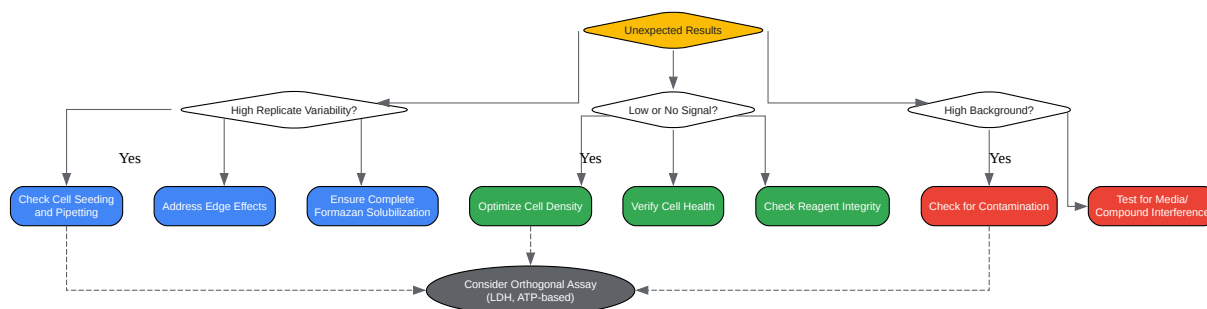 Unexpected Results
High Replicate Variability?
Low or No Signal?
High Background?
Yes
Yes
Yes
Check Cell Seeding
and Pipetting
Address Edge Effects
Ensure Complete
Formazan Solubilization
Optimize Cell Density
Verify Cell Health
Check Reagent Integrity
Check for Contamination
Test for Media/
Compound Interference
Consider Orthogonal Assay
(LDH, ATP-based)